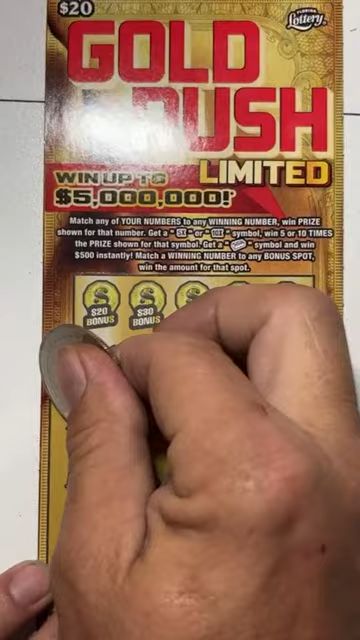 $20
FLORIDA
Lottery
GOLD
RUSH
LIMITED
WIN UP TO
$5,000,000!*
Match any of YOUR NUMBERS to any WINNING NUMBER, win PRIZE
shown for that number. Get a "5X" or "10X" symbol, win 5 or 10 TIMES
the PRIZE shown for that symbol. Get a " " symbol and win
$500 instantly! Match a WINNING NUMBER to any BONUS SPOT,
win the amount for that spot.
$20 BONUS $30 BONUS